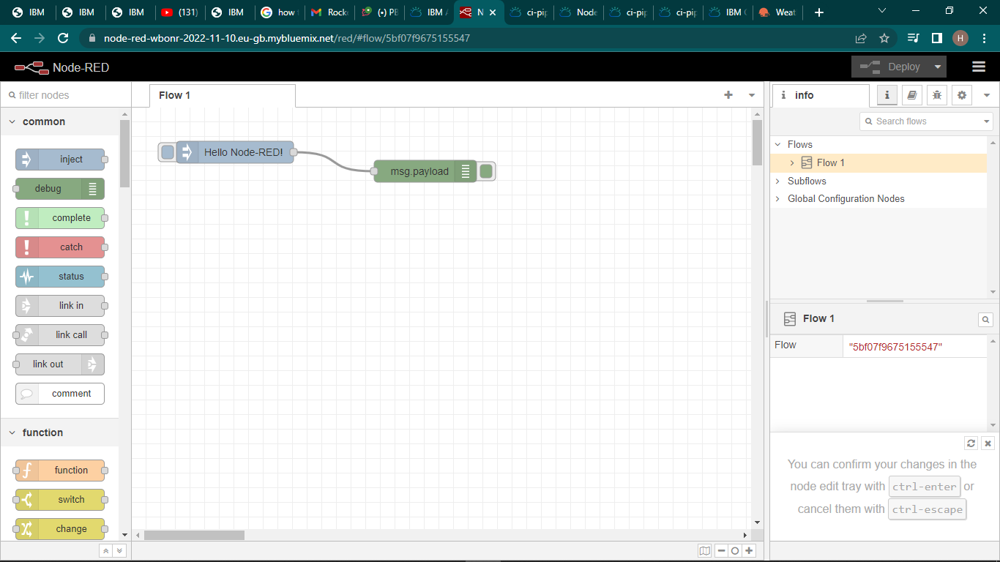 IBM
IBM
IBM
(131)
IBM
how
Rock
(•) PE
IBM
N
ci-pip
Node
ci-pip
ci-pip
IBM
Weat
node-red-wbonr-2022-11-10.eu-gb.mybluemix.net/red/#flow/5bf07f9675155547
H
Node-RED
Deploy
filter nodes
Flow 1
i info
i
common
Search flows
inject
Hello Node-RED!
msg.payload
Flows
Flow 1
Subflows
Global Configuration Nodes
debug
complete
catch
status
link in
link call
link out
comment
Flow 1
Flow
"5bf07f9675155547"
function
function
switch
change
You can confirm your changes in the
node edit tray with ctrl-enter or
cancel them with ctrl-escape